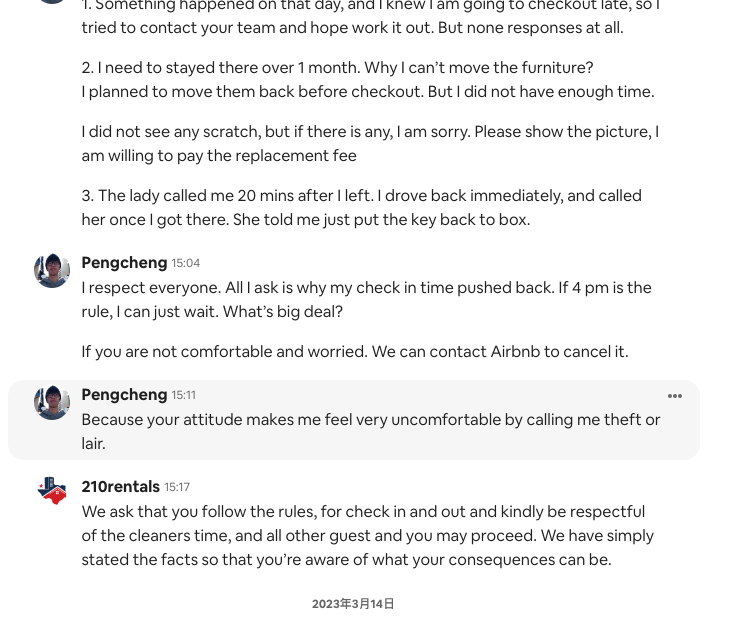 1. Something happened on that day, and I knew I am going to checkout late, so I
tried to contact your team and hope work it out. But none responses at all.
2. I need to stayed there over 1 month. Why I can't move the furniture?
I planned to move them back before checkout. But I did not have enough time.
I did not see any scratch, but if there is any, I am sorry. Please show the picture, I
am willing to pay the replacement fee
3. The lady called me 20 mins after I left. I drove back immediately, and called
her once I got there. She told me just put the key back to box.
Pengcheng 15:04
I respect everyone. All I ask is why my check in time pushed back. If 4 pm is the
rule, I can just wait. What's big deal?
If you are not comfortable and worried. We can contact Airbnb to cancel it.
Pengcheng 15:11
Because your attitude makes me feel very uncomfortable by calling me theft or
lair.
210rentals 15:17
We ask that you follow the rules, for check in and out and kindly be respectful
of the cleaners time, and all other guest and you may proceed. We have simply
stated the facts so that you're aware of what your consequences can be.
2023年3月14日